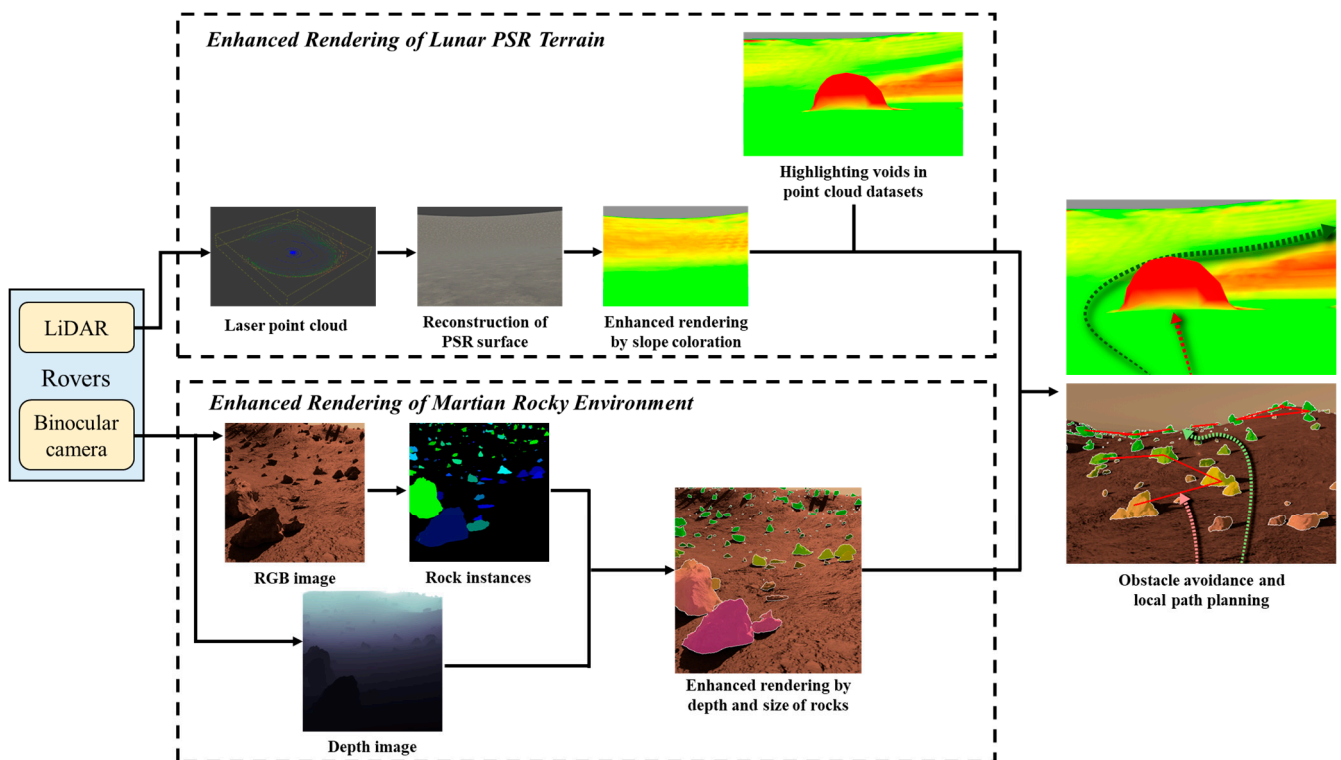 Enhanced Rendering of Lunar PSR Terrain
Highlighting voids in
point cloud datasets
Laser point cloud
Reconstruction of
PSR surface
Enhanced rendering
by slope coloration
LiDAR
Rovers
Binocular
camera
Enhanced Rendering of Martian Rocky Environment
RGB image
Rock instances
Depth image
Enhanced rendering by
depth and size of rocks
Obstacle avoidance and
local path planning